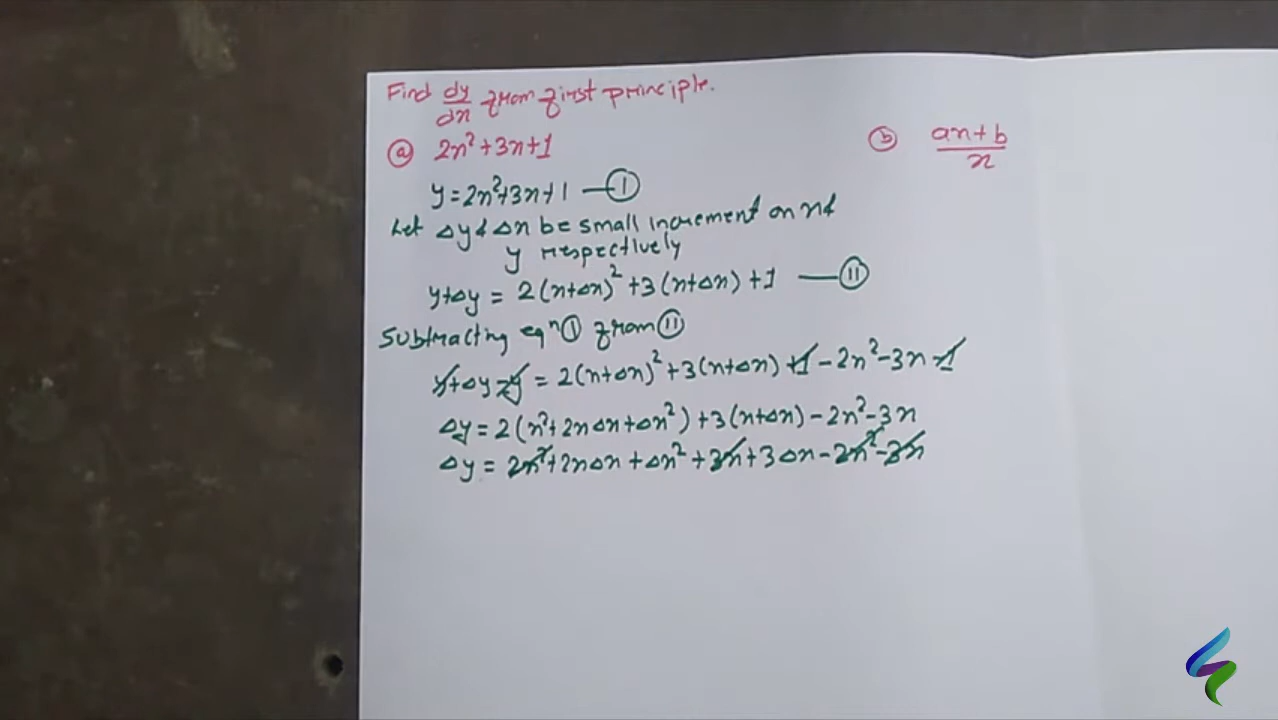 Find dy/dx from first principle.
ⓐ 2x²+3x+1
ⓑ ax+b/x
y=2x²+3x+1 —Ⓘ
Let Δy & Δx be small increment on x &
y respectively
y+Δy = 2(x+Δx)²+3(x+Δx)+1 —Ⓘⓘ
Subtracting eqⁿ Ⓘ from Ⓘⓘ
y+Δy-y = 2(x+Δx)²+3(x+Δx)+1-2x²-3x-1
Δy=2(x²+2xΔx+Δx²)+3(x+Δx)-2x²-3x
Δy = 2x²+2xΔx+Δx²+3x+3Δx-2x²-3x